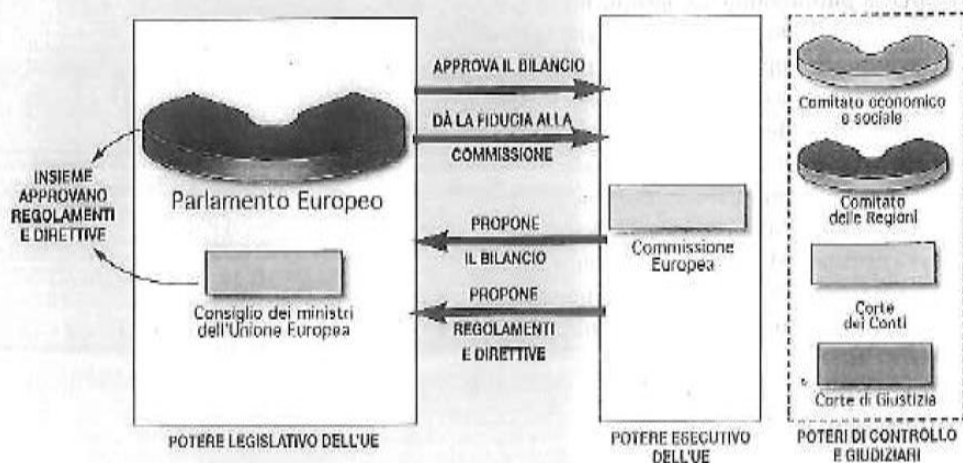 INSIEME
APPROVANO
REGOLAMENTI
E DIRETTIVE
Parlamento Europeo
Consiglio dei ministri
dell'Unione Europea
POTERE LEGISLATIVO DELL'UE
APPROVA IL BILANCIO
DÀ LA FIDUCIA ALLA
COMMISSIONE
PROPONE
IL BILANCIO
PROPONE
REGOLAMENTI
E DIRETTIVE
Commissione
Europea
POTERE ESECUTIVO
DELL'UE
Comitato economico
e sociale
Comitato
delle Regioni
Corte
dei Conti
Corte di Giustizia
POTERI DI CONTROLLO
E GIUDIZIARI